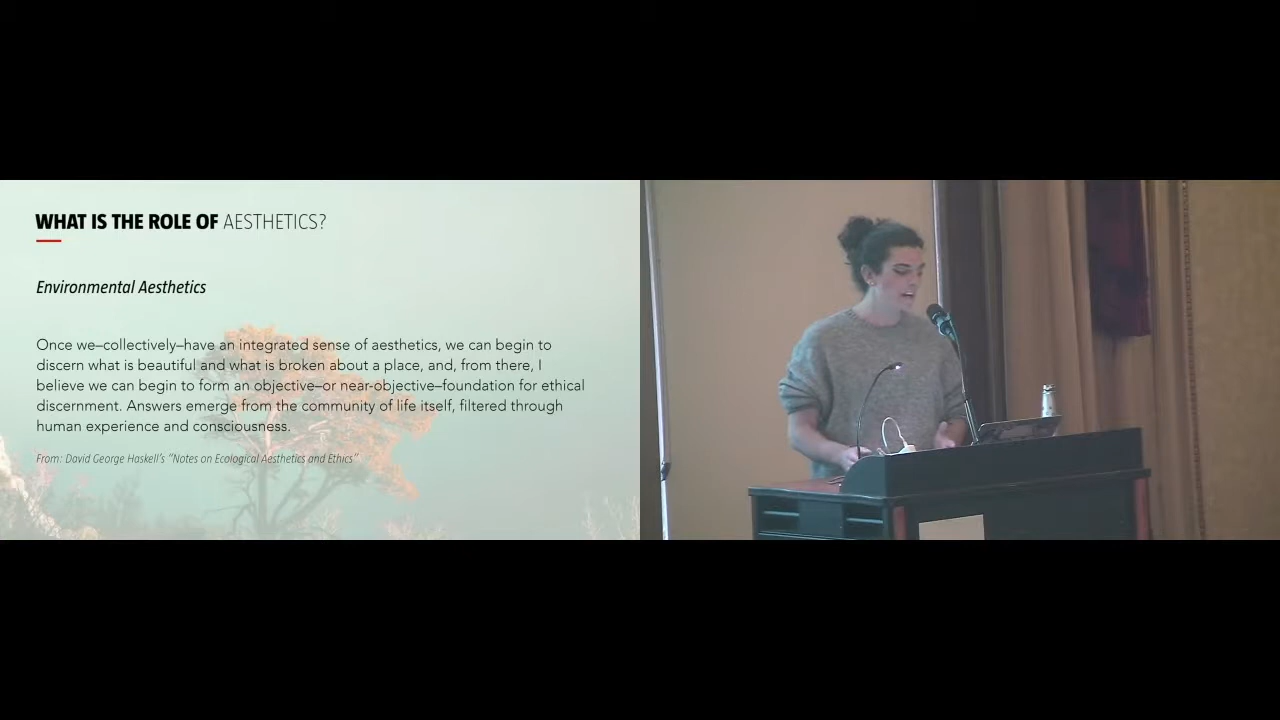 WHAT IS THE ROLE OF AESTHETICS?
Environmental Aesthetics
Once we–collectively–have an integrated sense of aesthetics, we can begin to
discern what is beautiful and what is broken about a place, and, from there, I
believe we can begin to form an objective–or near-objective–foundation for ethical
discernment. Answers emerge from the community of life itself, filtered through
human experience and consciousness.
From: David George Haskell's "Notes on Ecological Aesthetics and Ethics"